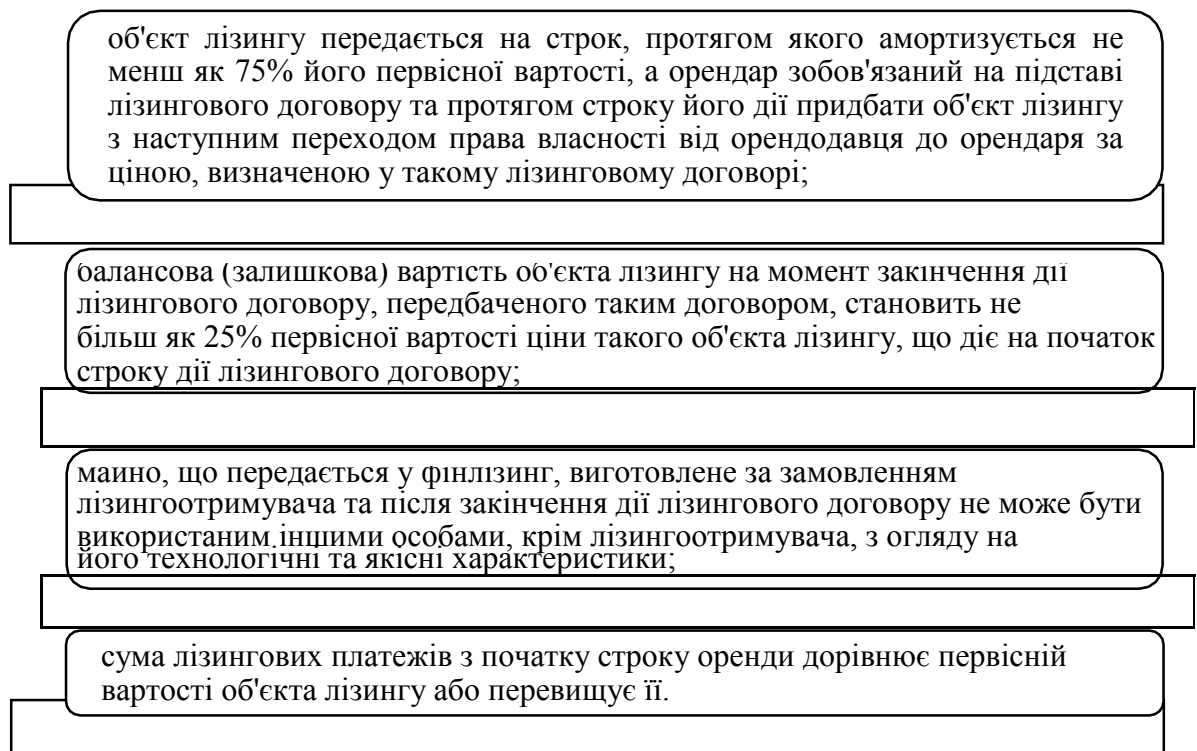 об'єкт лізингу передається на строк, протягом якого амортизується не
менш як 75% його первісної вартості, а орендар зобов'язаний на підставі
лізингового договору та протягом строку його дії придбати об'єкт лізингу
з наступним переходом права власності від орендодавця до орендаря за
ціною, визначеною у такому лізинговому договорі;
балансова (залишкова) вартість об'єкта лізингу на момент закінчення дії
лізингового договору, передбаченого таким договором, становить не
більш як 25% первісної вартості ціни такого об'єкта лізингу, що діє на початок
строку дії лізингового договору;
майно, що передається у фінлізинг, виготовлене за замовленням
лізингоотримувача та після закінчення дії лізингового договору не може бути
використаним іншими особами, крім лізингоотримувача, з огляду на
його технологічні та якісні характеристики;
сума лізингових платежів з початку строку оренди дорівнює первісній
вартості об'єкта лізингу або перевищує її.